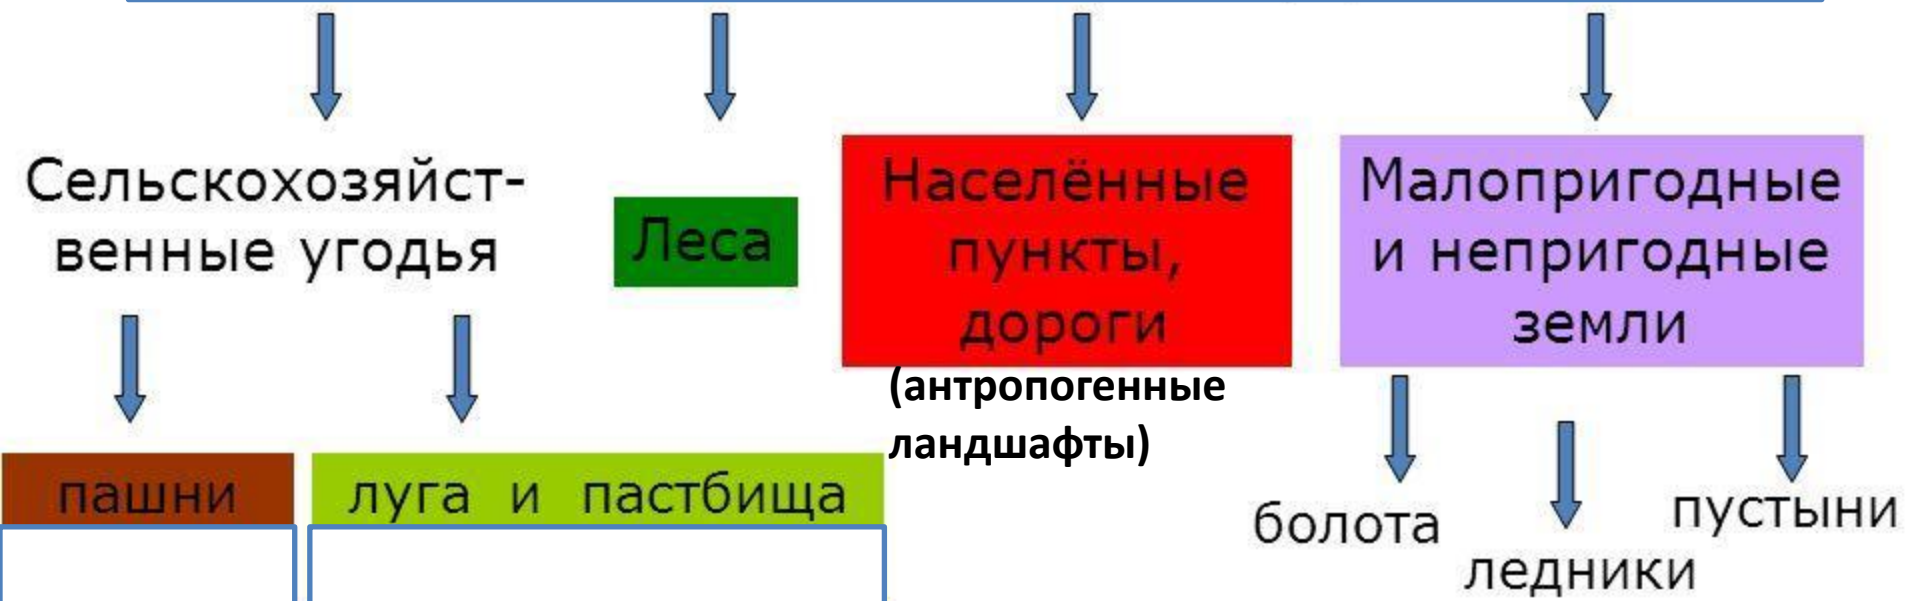 Сельскохозяйст-
венные угодья
Леса
Населённые
пункты,
дороги
(антропогенные
ландшафты)
Малопригодные
и непригодные
земли
пашни
луга и пастбища
болота
ледники
пустыни